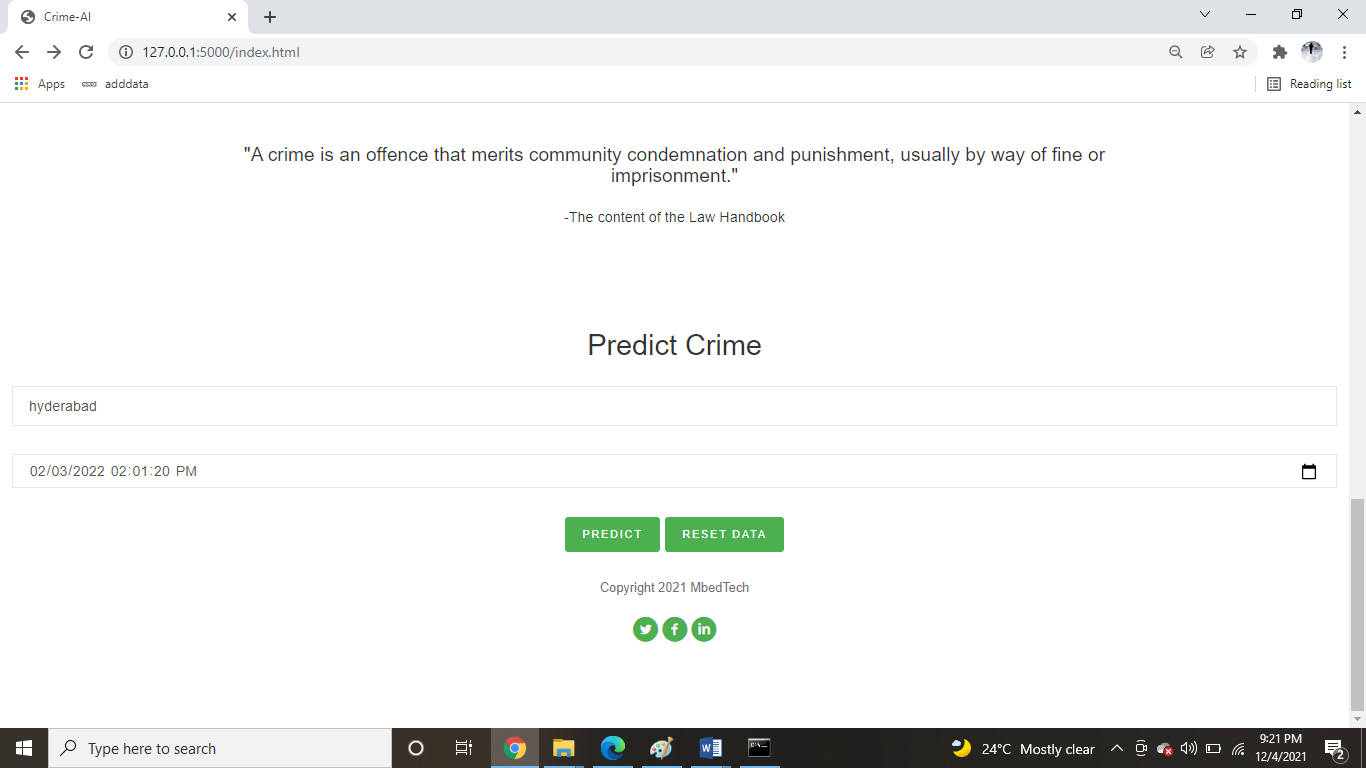 Crime-AI
127.0.0.1:5000/index.html
Apps
adddata
Reading list
"A crime is an offence that merits community condemnation and punishment, usually by way of fine or
imprisonment."
-The content of the Law Handbook
Predict Crime
hyderabad
02/03/2022 02:01:20 PM
PREDICT
RESET DATA
Copyright 2021 MbedTech
Type here to search
24°C Mostly clear
9:21 PM
12/4/2021
2